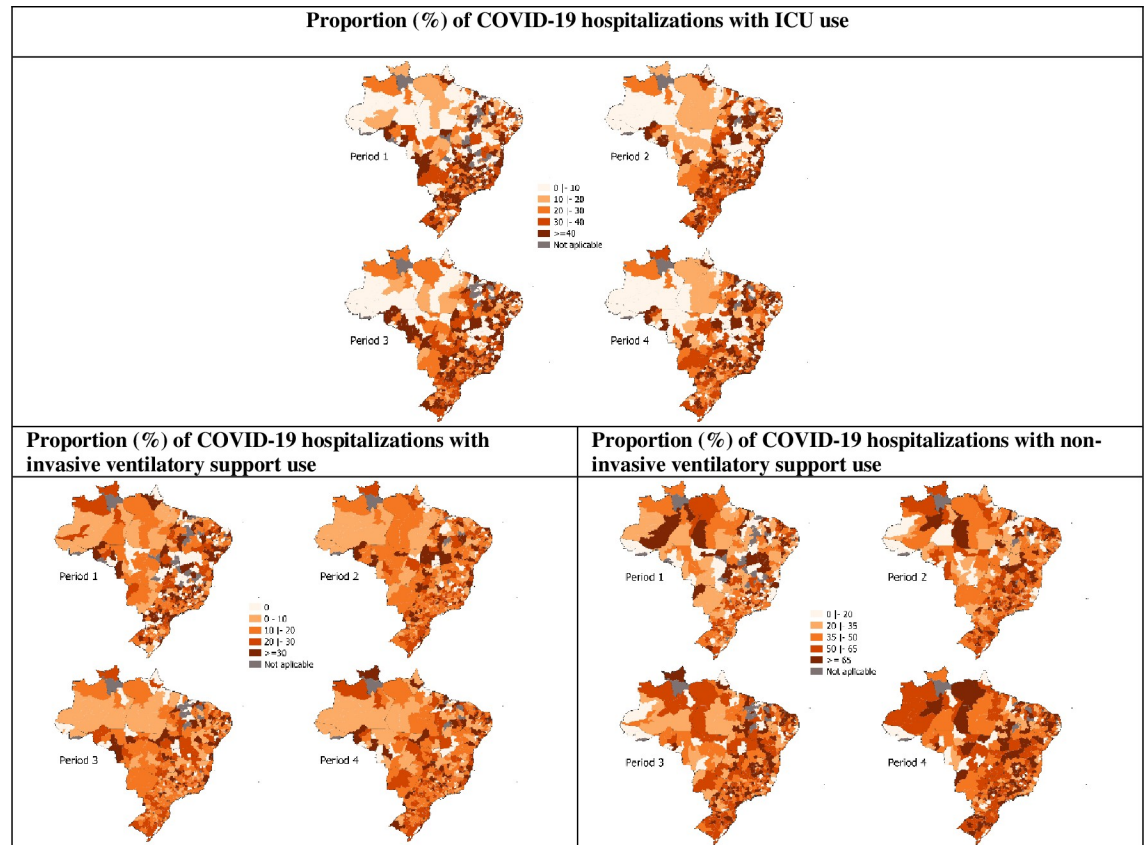 Proportion (%) of COVID-19 hospitalizations with ICU use
Period 1
Period 2
0 |- 10
10 |- 20
20 |- 30
30 |- 40
>=40
Not aplicable
Period 3
Period 4
Proportion (%) of COVID-19 hospitalizations with
invasive ventilatory support use
Period 1
Period 2
0
0 - 10
10 |- 20
20 |- 30
>=30
Not aplicable
Period 3
Period 4
Proportion (%) of COVID-19 hospitalizations with non-
invasive ventilatory support use
Period 1
Period 2
0 |- 20
20 |- 35
35 |- 50
50 |- 65
>= 65
Not aplicable
Period 3
Period 4